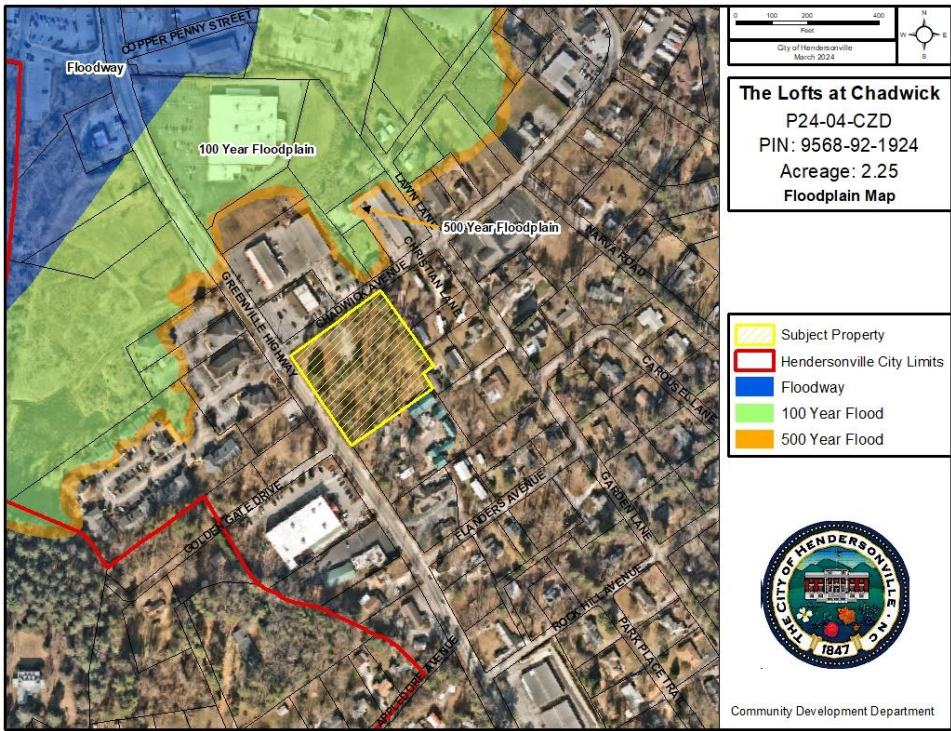 COPPER PENNY STREET
Floodway
100 Year Floodplain
LAWN LANE
500 Year Floodplain
CHRISTIAN LANE
NARVA ROAD
CHADWICK AVENUE
GREENVILLE HIGHWAY
CAROUSEL LANE
GOLDEN GATE DRIVE
FLANDERS AVENUE
GARDEN LANE
ROCK HILL AVENUE
PARK PLACE TRAIL
APPLEDORE AVENUE
0 100 200 400
Feet
City of Hendersonville
March 2024
N
W E
S
The Lofts at Chadwick
P24-04-CZD
PIN: 9568-92-1924
Acreage: 2.25
Floodplain Map
Subject Property
Hendersonville City Limits
Floodway
100 Year Flood
500 Year Flood
THE CITY OF HENDERSONVILLE · NC
1847
Community Development Department